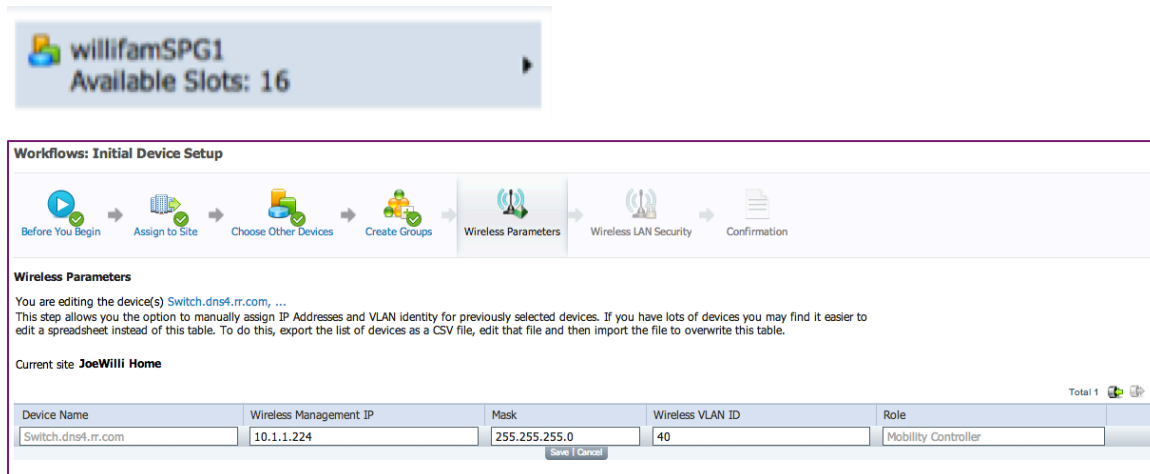 willifamSPG1
Available Slots: 16
Workflows: Initial Device Setup
Before You Begin
Assign to Site
Choose Other Devices
Create Groups
Wireless Parameters
Wireless LAN Security
Confirmation
Wireless Parameters
You are editing the device(s) Switch.dns4.rr.com, ...
This step allows you the option to manually assign IP Addresses and VLAN identity for previously selected devices. If you have lots of devices you may find it easier to
edit a spreadsheet instead of this table. To do this, export the list of devices as a CSV file, edit that file and then import the file to overwrite this table.
Current site JoeWilli Home
Total 1
Device Name Wireless Management IP Mask Wireless VLAN ID Role
Switch.dns4.rr.com 10.1.1.224 255.255.255.0 40 Mobility Controller
Save | Cancel